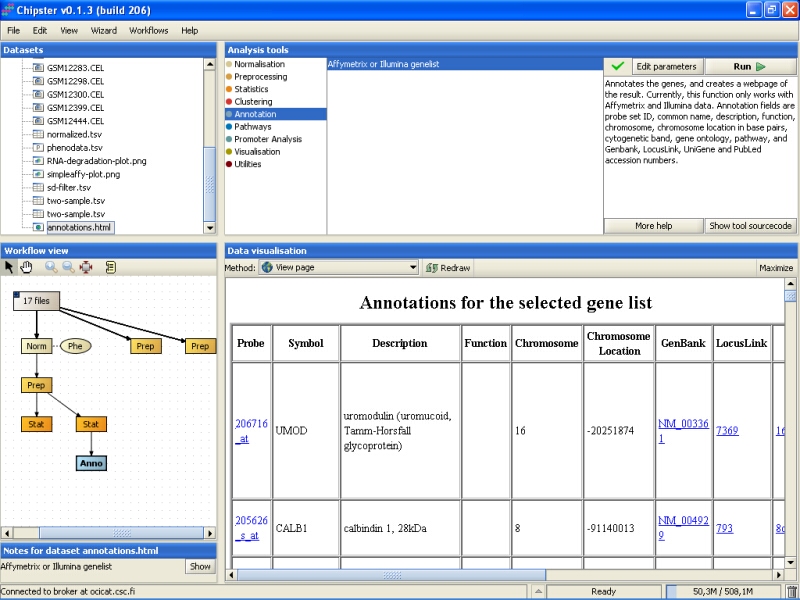 Chipster v0.1.3 (build 206)
File Edit View Wizard Workflows Help
Datasets
GSM12283.CEL
GSM12298.CEL
GSM12300.CEL
GSM12399.CEL
GSM12444.CEL
normalized.tsv
phenodata.tsv
RNA-degradation-plot.png
simpleaffy-plot.png
sd-filter.tsv
two-sample.tsv
two-sample.tsv
annotations.html
Analysis tools
Normalisation
Preprocessing
Statistics
Clustering
Annotation
Pathways
Promoter Analysis
Visualisation
Utilities
Affymetrix or Illumina genelist
Edit parameters Run
Annotates the genes, and creates a webpage of
the result. Currently, this function only works with
Affymetrix and Illumina data. Annotation fields are
probe set ID, common name, description, function,
chromosome, chromosome location in base pairs,
cytogenetic band, gene ontology, pathway, and
Genbank, LocusLink, UniGene and PubLed
accession numbers.
More help Show tool sourcecode
Workflow view
17 files
Norm Phe Prep Prep
Prep
Stat Stat
Anno
Notes for dataset annotations.html
Affymetrix or Illumina genelist Show
Data visualisation
Method: View page Redraw Maximize
Annotations for the selected gene list
Probe Symbol Description Function Chromosome Chromosome Location GenBank LocusLink
206716
_at UMOD uromodulin (uromucoid,
Tamm-Horsfall
glycoprotein) 16 -20251874 NM_00336
1 7369 16
205626
_s_at CALB1 calbindin 1, 28kDa 8 -91140013 NM_00492
9 793 8q
Connected to broker at ocicat.csc.fi Ready 50,3M / 508,1M